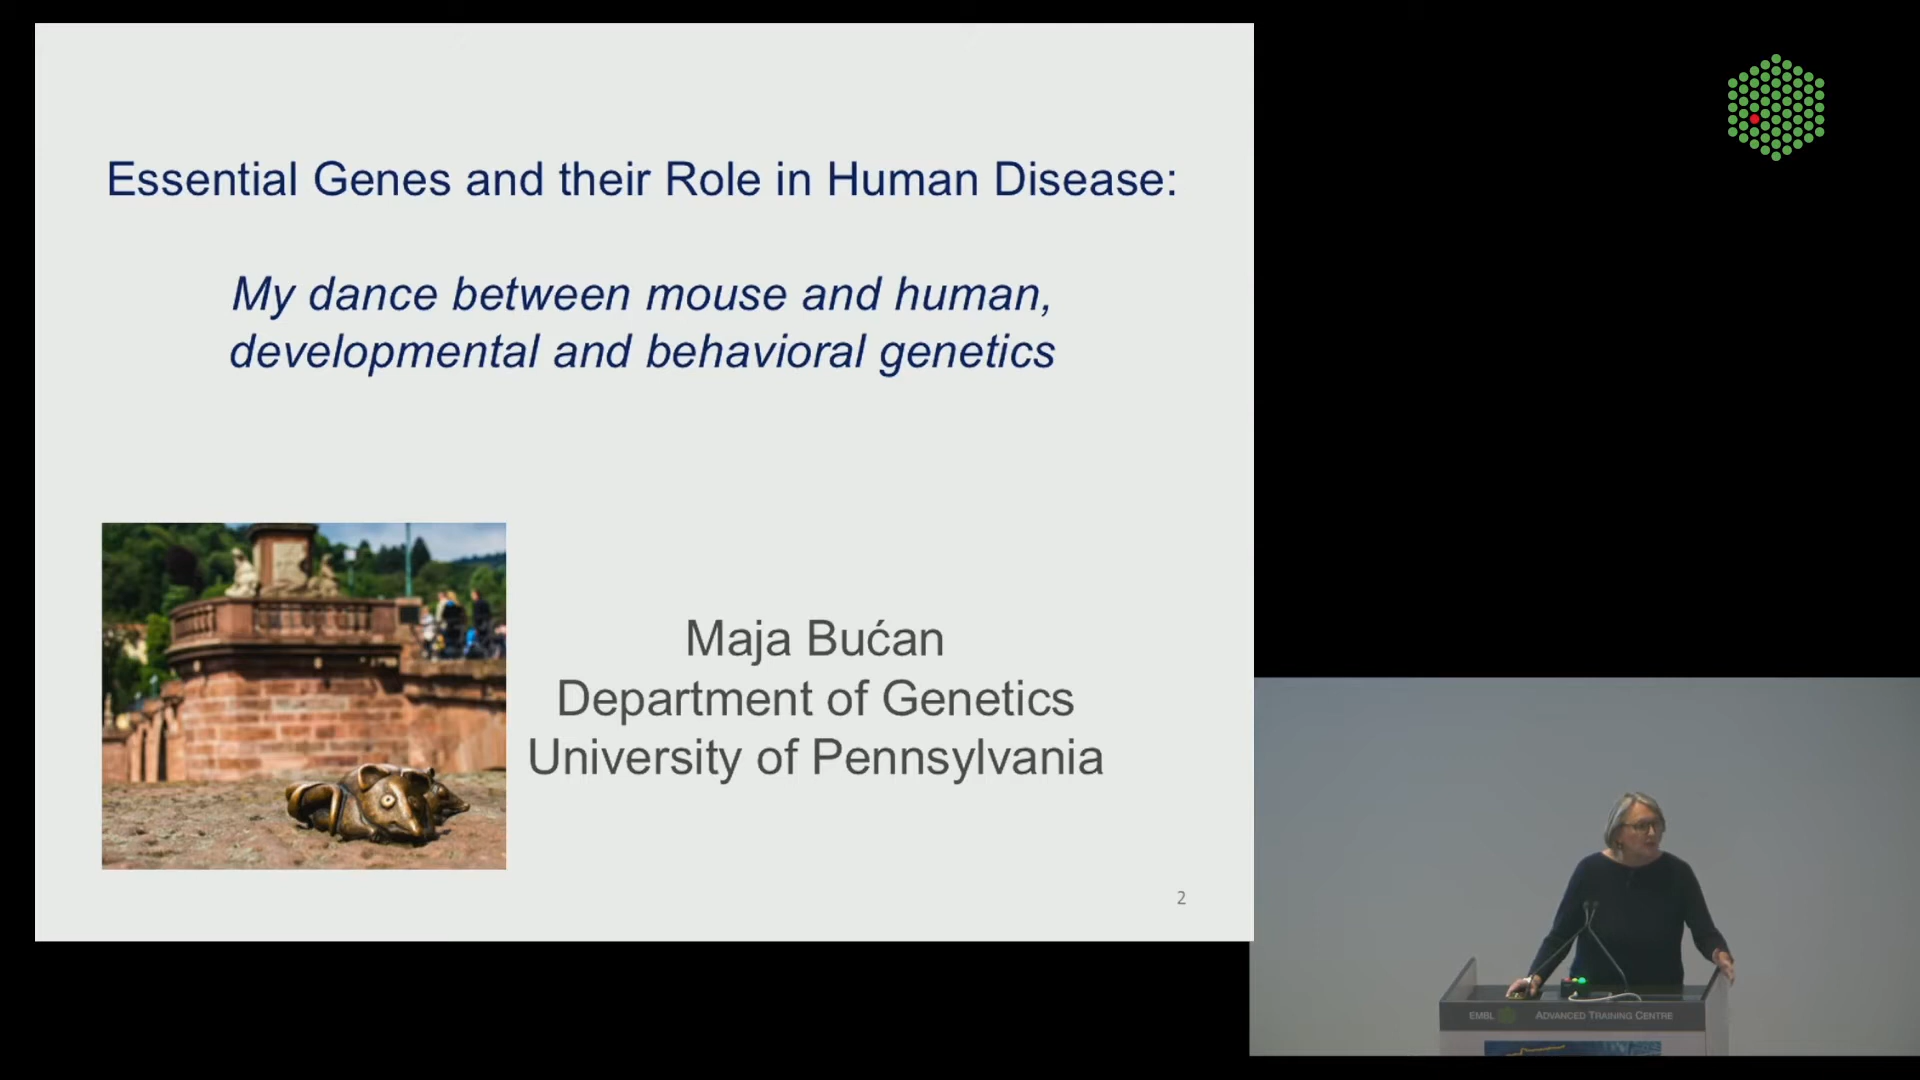 Essential Genes and their Role in Human Disease:
My dance between mouse and human,
developmental and behavioral genetics
Maja Bućan
Department of Genetics
University of Pennsylvania
2
EMBL ADVANCED TRAINING CENTRE